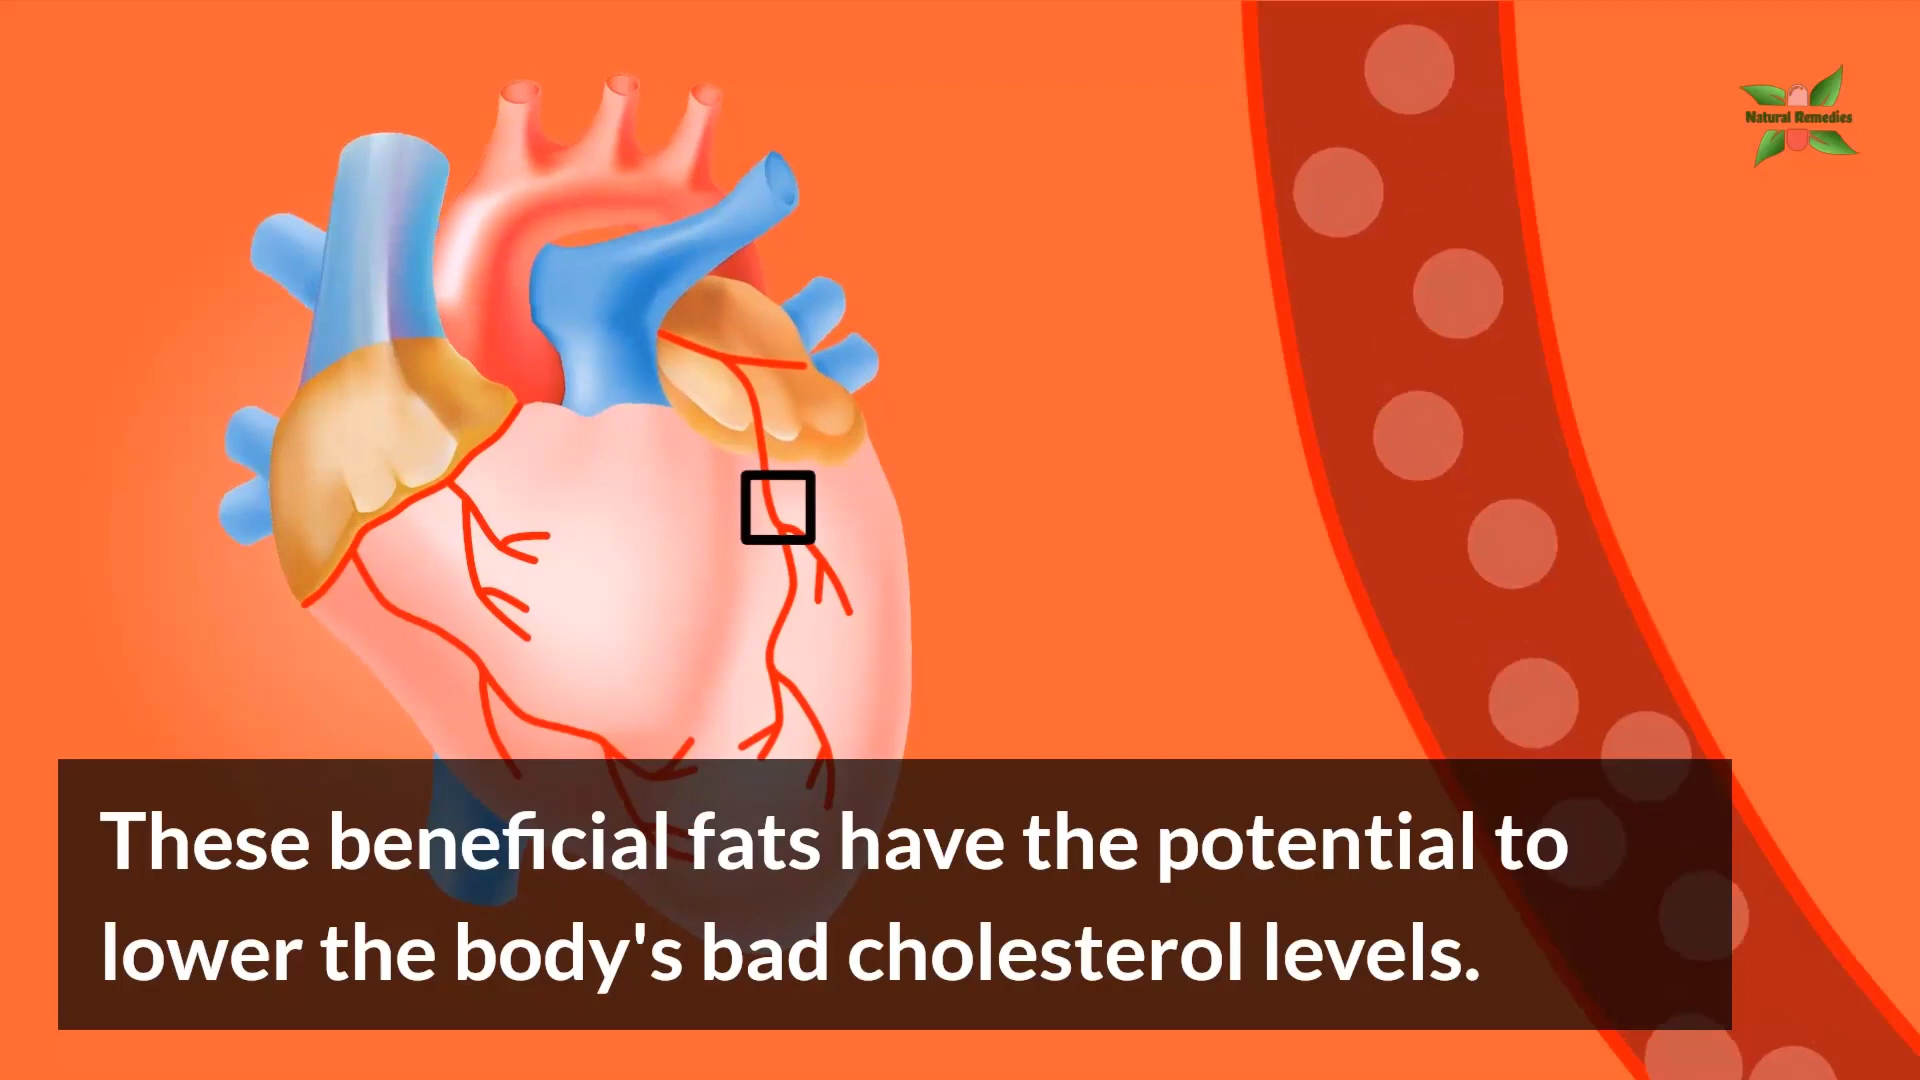 Natural Remedies
These beneficial fats have the potential to
lower the body's bad cholesterol levels.